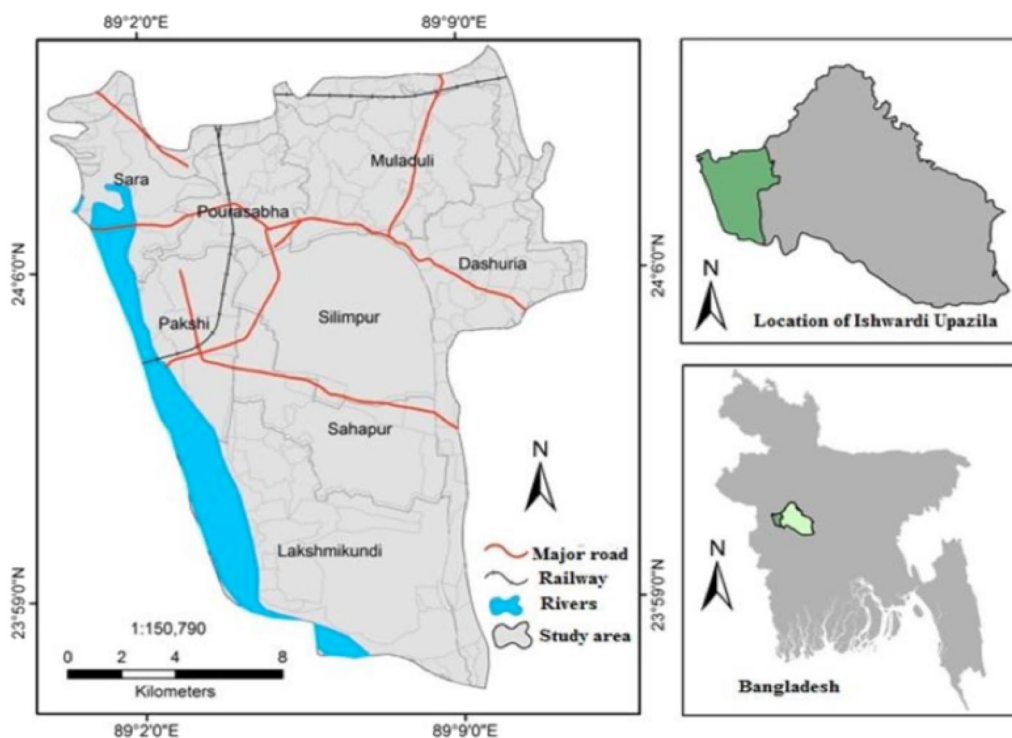 89°2'0"E
89°9'0"E
Muladuli
Sara
Pourasabha
24°6'0"N
Dashuria
24°6'0"N
Pakshi
Silimpur
Sahapur
N
Lakshmikundi
Major road
Railway
Rivers
Study area
23°59'0"N
23°59'0"N
1:150,790
0 2 4 8
Kilometers
89°2'0"E
89°9'0"E
N
Location of Ishwardi Upazila
N
Bangladesh